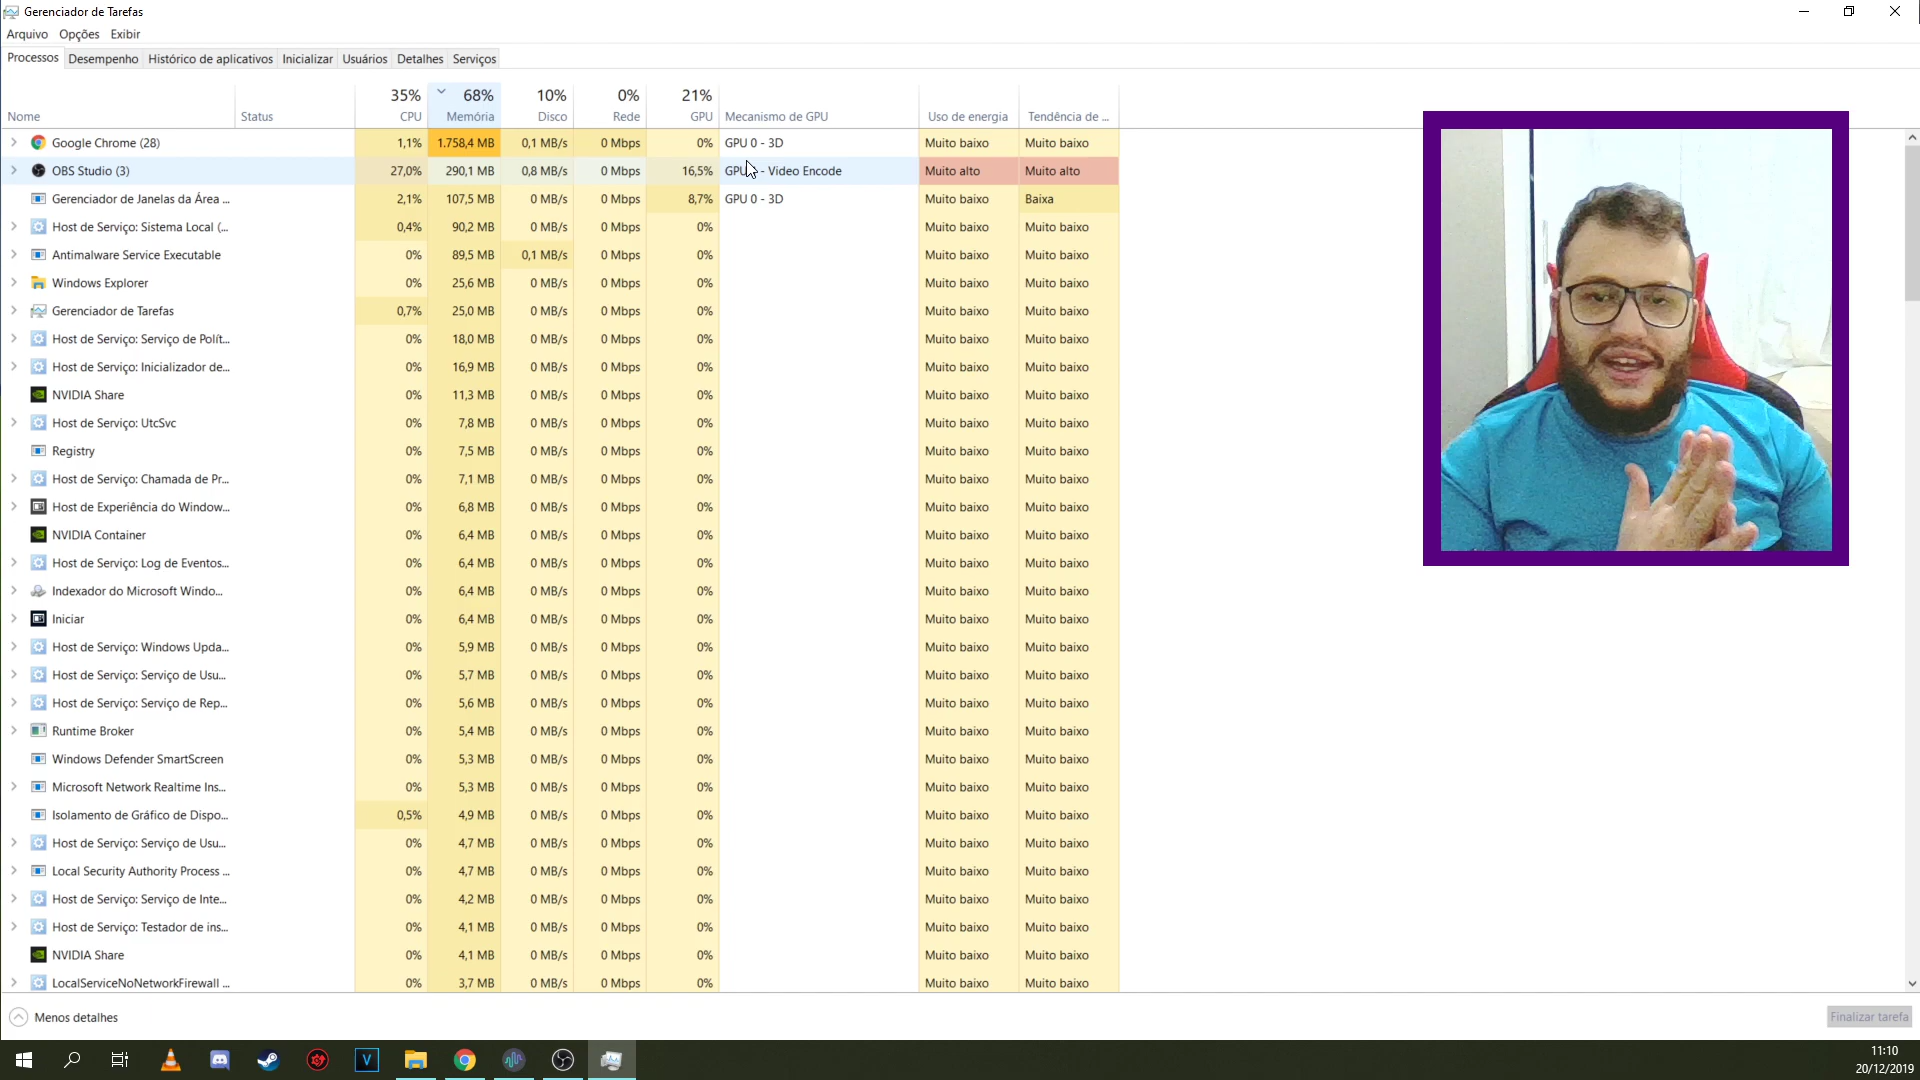 Gerenciador de Tarefas
Arquivo Opções Exibir
Processos Desempenho Histórico de aplicativos Inicializar Usuários Detalhes Serviços
35% 68% 10% 0% 21%
Nome Status CPU Memória Disco Rede GPU Mecanismo de GPU Uso de energia Tendência de ...
Google Chrome (28) 1,1% 1.758,4 MB 0,1 MB/s 0 Mbps 0% GPU 0 - 3D Muito baixo Muito baixo
OBS Studio (3) 27,0% 290,1 MB 0,8 MB/s 0 Mbps 16,5% - Video Encode Muito alto Muito alto
Gerenciador de Janelas da Área ... 2,1% 107,5 MB 0 MB/s 0 Mbps 8,7% GPU 0 - 3D Muito baixo Baixa
Host de Serviço: Sistema Local (... 0,4% 90,2 MB 0 MB/s 0 Mbps 0% Muito baixo Muito baixo
Antimalware Service Executable 0% 89,5 MB 0,1 MB/s 0 Mbps 0% Muito baixo Muito baixo
Windows Explorer 0% 25,6 MB 0 MB/s 0 Mbps 0% Muito baixo Muito baixo
Gerenciador de Tarefas 0,7% 25,0 MB 0 MB/s 0 Mbps 0% Muito baixo Muito baixo
Host de Serviço: Serviço de Polít... 0% 18,0 MB 0 MB/s 0 Mbps 0% Muito baixo Muito baixo
Host de Serviço: Inicializador de... 0% 16,9 MB 0 MB/s 0 Mbps 0% Muito baixo Muito baixo
NVIDIA Share 0% 11,3 MB 0 MB/s 0 Mbps 0% Muito baixo Muito baixo
Host de Serviço: UtcSvc 0% 7,8 MB 0 MB/s 0 Mbps 0% Muito baixo Muito baixo
Registry 0% 7,5 MB 0 MB/s 0 Mbps 0% Muito baixo Muito baixo
Host de Serviço: Chamada de Pr... 0% 7,1 MB 0 MB/s 0 Mbps 0% Muito baixo Muito baixo
Host de Experiência do Window... 0% 6,8 MB 0 MB/s 0 Mbps 0% Muito baixo Muito baixo
NVIDIA Container 0% 6,4 MB 0 MB/s 0 Mbps 0% Muito baixo Muito baixo
Host de Serviço: Log de Eventos... 0% 6,4 MB 0 MB/s 0 Mbps 0% Muito baixo Muito baixo
Indexador do Microsoft Windo... 0% 6,4 MB 0 MB/s 0 Mbps 0% Muito baixo Muito baixo
Iniciar 0% 6,4 MB 0 MB/s 0 Mbps 0% Muito baixo Muito baixo
Host de Serviço: Windows Upda... 0% 5,9 MB 0 MB/s 0 Mbps 0% Muito baixo Muito baixo
Host de Serviço: Serviço de Usu... 0% 5,7 MB 0 MB/s 0 Mbps 0% Muito baixo Muito baixo
Host de Serviço: Serviço de Rep... 0% 5,6 MB 0 MB/s 0 Mbps 0% Muito baixo Muito baixo
Runtime Broker 0% 5,4 MB 0 MB/s 0 Mbps 0% Muito baixo Muito baixo
Windows Defender SmartScreen 0% 5,3 MB 0 MB/s 0 Mbps 0% Muito baixo Muito baixo
Microsoft Network Realtime Ins... 0% 5,3 MB 0 MB/s 0 Mbps 0% Muito baixo Muito baixo
Isolamento de Gráfico de Dispo... 0,5% 4,9 MB 0 MB/s 0 Mbps 0% Muito baixo Muito baixo
Host de Serviço: Serviço de Usu... 0% 4,7 MB 0 MB/s 0 Mbps 0% Muito baixo Muito baixo
Local Security Authority Process ... 0% 4,7 MB 0 MB/s 0 Mbps 0% Muito baixo Muito baixo
Host de Serviço: Serviço de Inte... 0% 4,2 MB 0 MB/s 0 Mbps 0% Muito baixo Muito baixo
Host de Serviço: Testador de ins... 0% 4,1 MB 0 MB/s 0 Mbps 0% Muito baixo Muito baixo
NVIDIA Share 0% 4,1 MB 0 MB/s 0 Mbps 0% Muito baixo Muito baixo
LocalServiceNoNetworkFirewall ... 0% 3,7 MB 0 MB/s 0 Mbps 0% Muito baixo Muito baixo
Menos detalhes Finalizar tarefa
V
11:10
20/12/2019